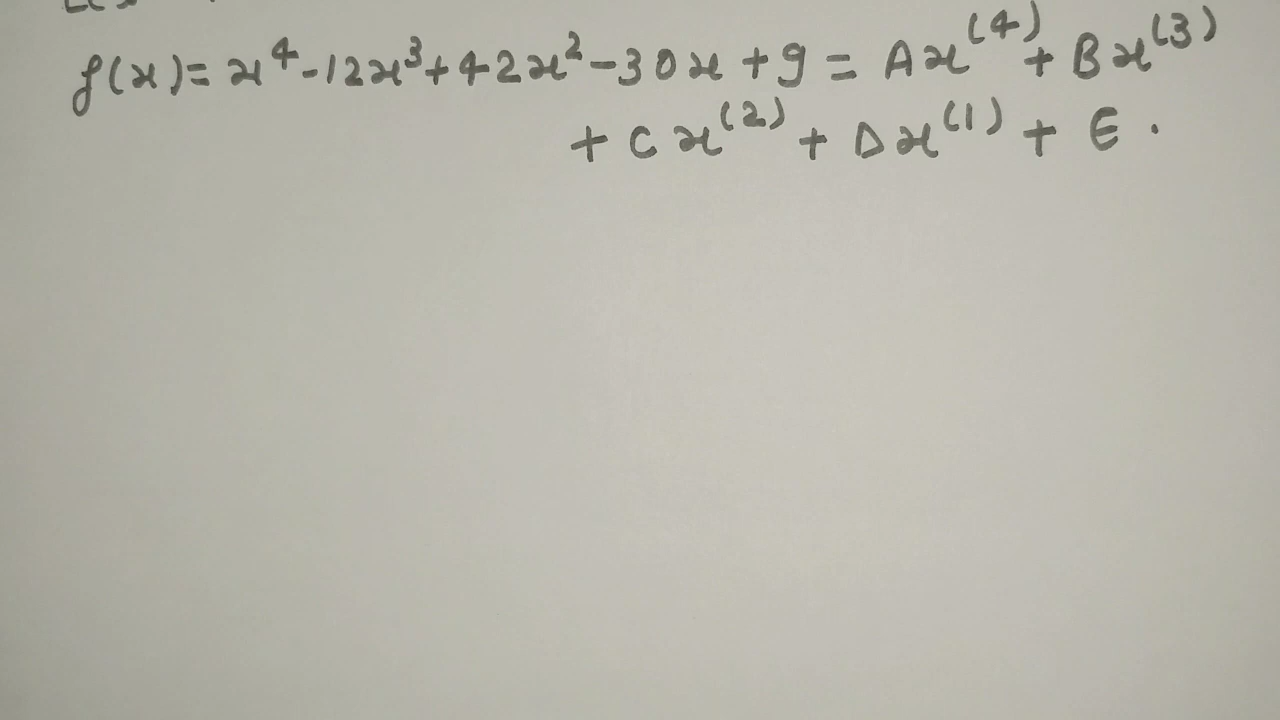 f(x) = x⁴ - 12x³ + 42x² - 30x + 9 = Ax⁽⁴⁾ + Bx⁽³⁾
+ Cx⁽²⁾ + Dx⁽¹⁾ + E .